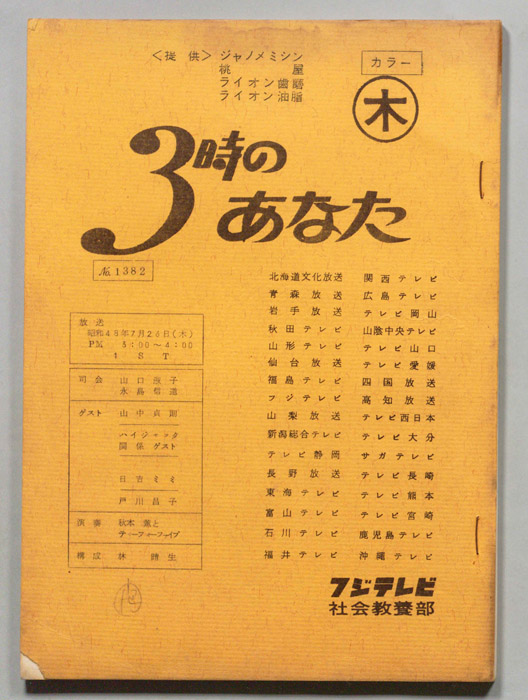 ＜提 供＞ ジャノメミシン
桃 屋
ライオン歯磨
ライオン油脂
カラー
木
3時の
あなた
№1382
放 送
昭和48年7月26日(木)
PM 3:00〜4:00
1 S T
司会 山口淑子
永島信道
ゲスト 山中貞則
ハイジャック
関係 ゲスト
日吉ミミ
戸川昌子
演奏 秋本 薫と
構成 林
北海道文化放送
青森放送
岩手放送
秋田テレビ
山形テレビ
仙台放送
福島テレビ
フジテレビ
山梨放送
新潟総合テレビ
テレビ静岡
長野放送
東海テレビ
富山テレビ
石川テレビ
福井テレビ
関西テレビ
広島テレビ
テレビ岡山
山陰中央テレビ
テレビ山口
テレビ愛媛
四国放送
高知放送
テレビ西日本
テレビ大分
サガテレビ
テレビ長崎
テレビ熊本
テレビ宮崎
鹿児島テレビ
沖縄テレビ
フジテレビ
社会教養部